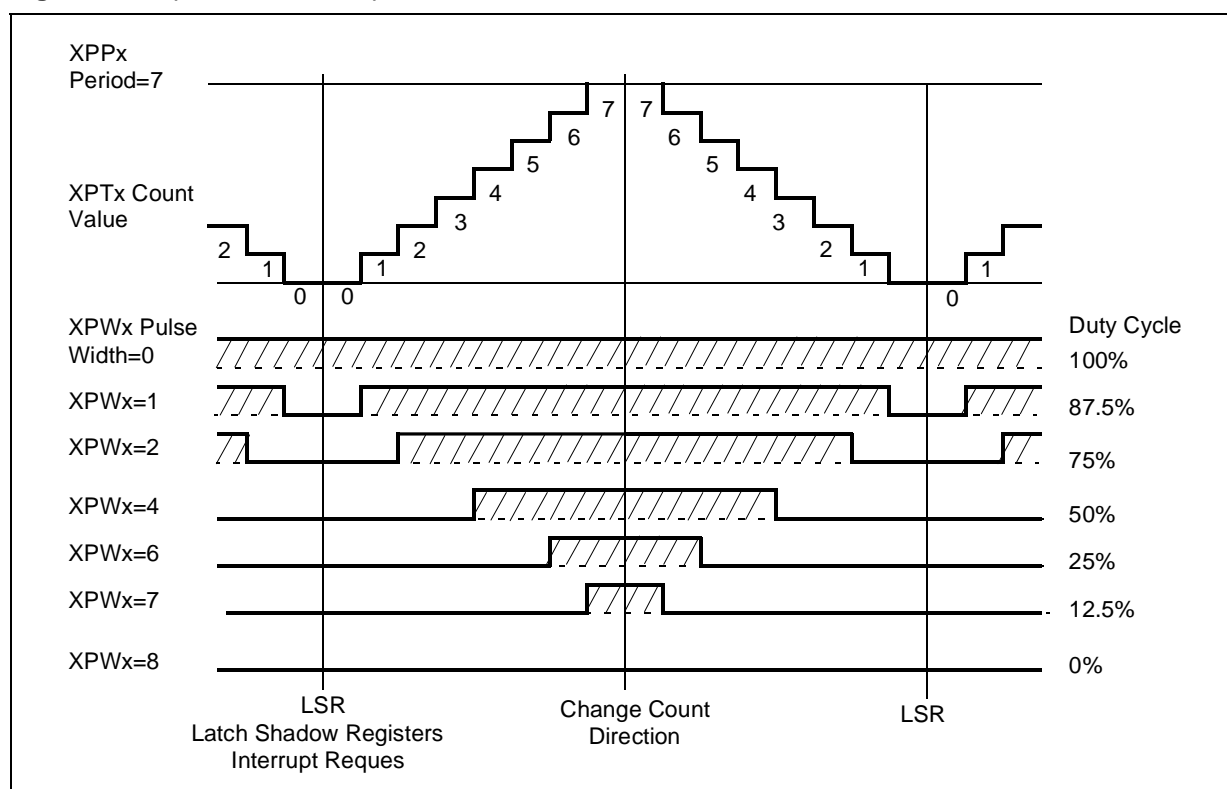 XPPx
Period=7
7 7
6 6
5 5
4 4
3 3
2 2
1 1
XPTx Count
Value
2
1
0 0
0
1
XPWx Pulse
Width=0
Duty Cycle
100%
XPWx=1
87.5%
XPWx=2
75%
XPWx=4
50%
XPWx=6
25%
XPWx=7
12.5%
XPWx=8
0%
LSR
Latch Shadow Registers
Interrupt Reques
Change Count
Direction
LSR